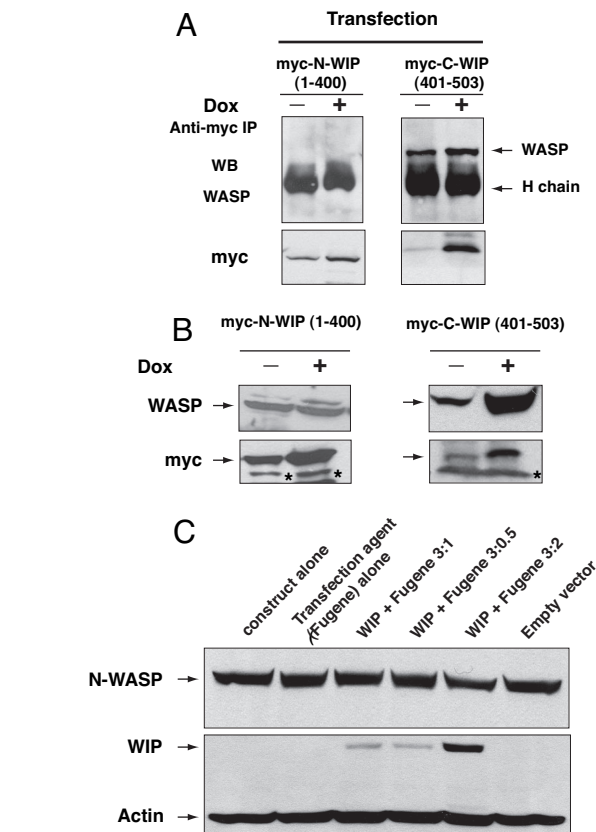 A
Transfection
myc-N-WIP
(1-400)
myc-C-WIP
(401-503)
Dox — + — +
Anti-myc IP
WB
WASP
WASP
H chain
myc
B
myc-N-WIP (1-400)
myc-C-WIP (401-503)
Dox — + — +
WASP
myc
* * *
C
construct alone
Transfection agent
(Fugene) alone
WIP + Fugene 3:1
WIP + Fugene 3:0.5
WIP + Fugene 3:2
Empty vector
N-WASP
WIP
Actin